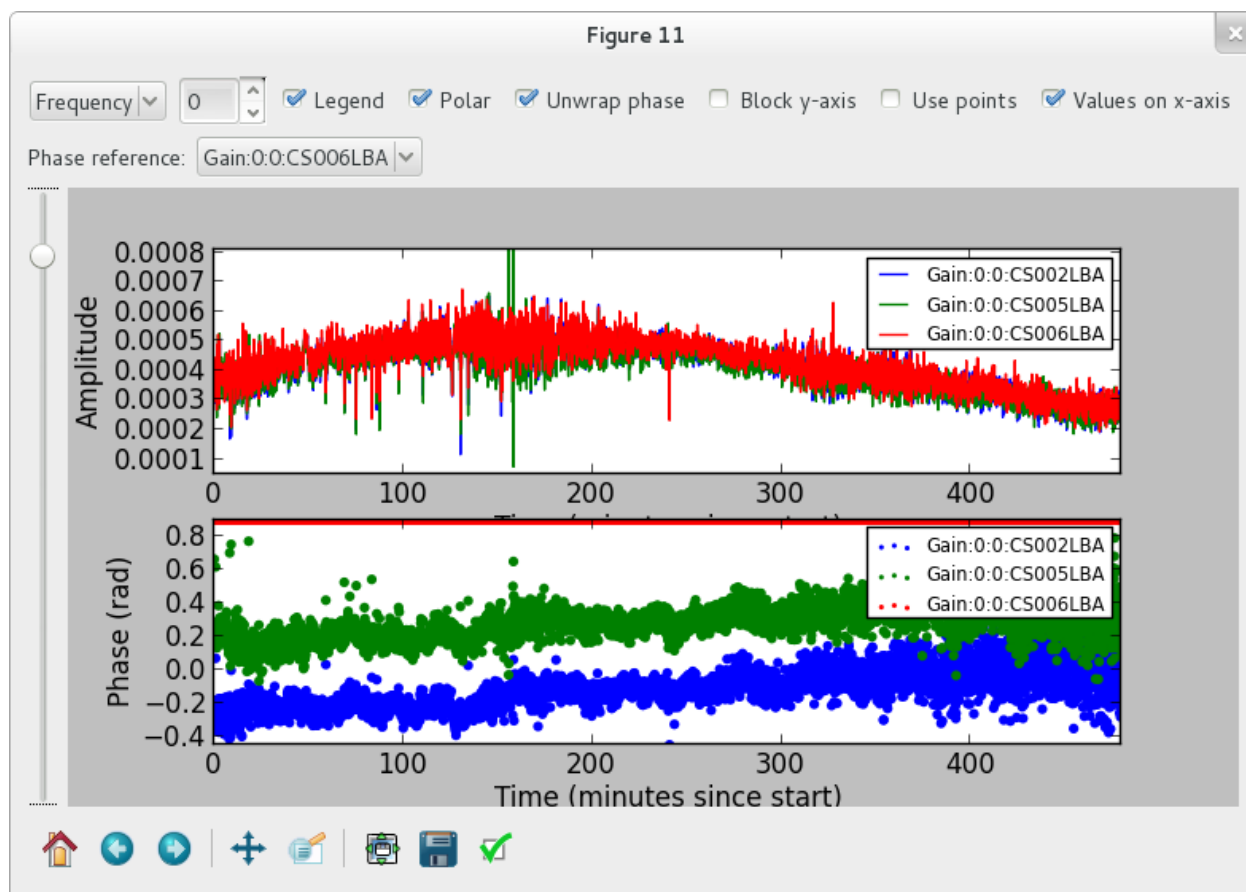 Figure 11
Frequency 0 Legend Polar Unwrap phase Block y-axis Use points Values on x-axis
Phase reference: Gain:0:0:CS006LBA
0.0008
0.0007
0.0006
0.0005
0.0004
0.0003
0.0002
0.0001
Amplitude
Gain:0:0:CS002LBA
Gain:0:0:CS005LBA
Gain:0:0:CS006LBA
0 100 200 300 400
Time (minutes since start)
0.8
0.6
0.4
0.2
0.0
−0.2
−0.4
Phase (rad)
Gain:0:0:CS002LBA
Gain:0:0:CS005LBA
Gain:0:0:CS006LBA
0 100 200 300 400
Time (minutes since start)